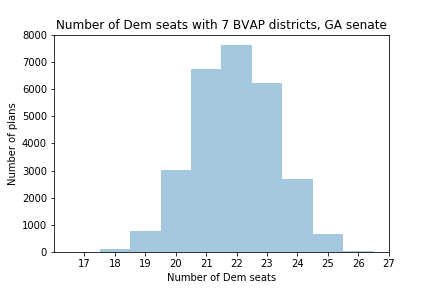 Number of Dem seats with 7 BVAP districts, GA senate
8000
7000
6000
5000
4000
3000
2000
1000
0
Number of plans
17 18 19 20 21 22 23 24 25 26 27
Number of Dem seats